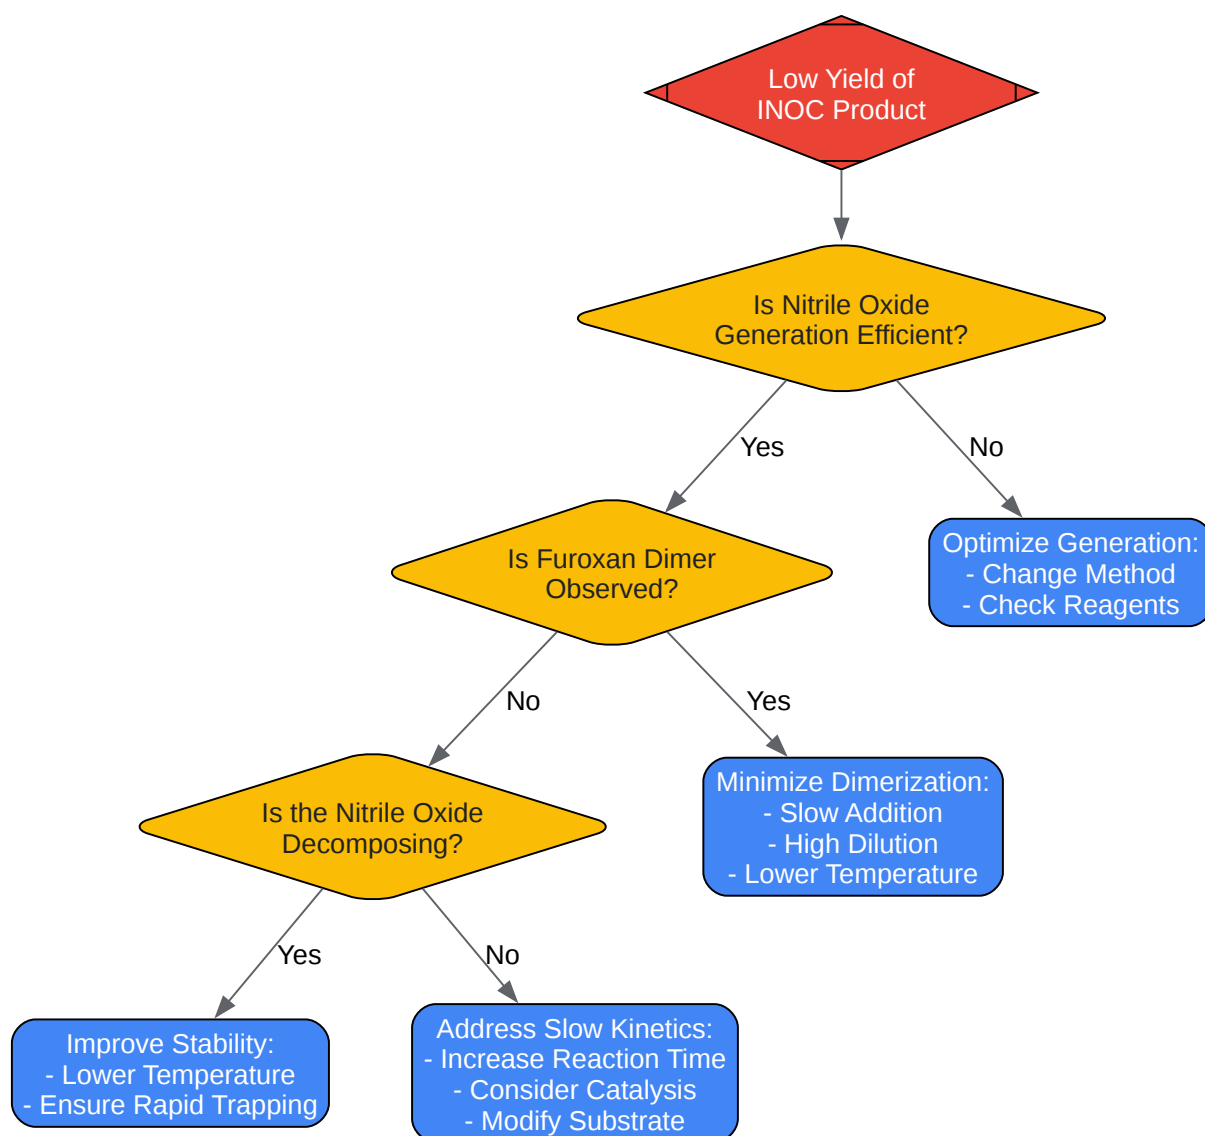 Low Yield of
INOC Product
Is Nitrile Oxide
Generation Efficient?
Yes
No
Is Furoxan Dimer
Observed?
Optimize Generation:
- Change Method
- Check Reagents
No
Yes
Is the Nitrile Oxide
Decomposing?
Minimize Dimerization:
- Slow Addition
- High Dilution
- Lower Temperature
Yes
No
Improve Stability:
- Lower Temperature
- Ensure Rapid Trapping
Address Slow Kinetics:
- Increase Reaction Time
- Consider Catalysis
- Modify Substrate